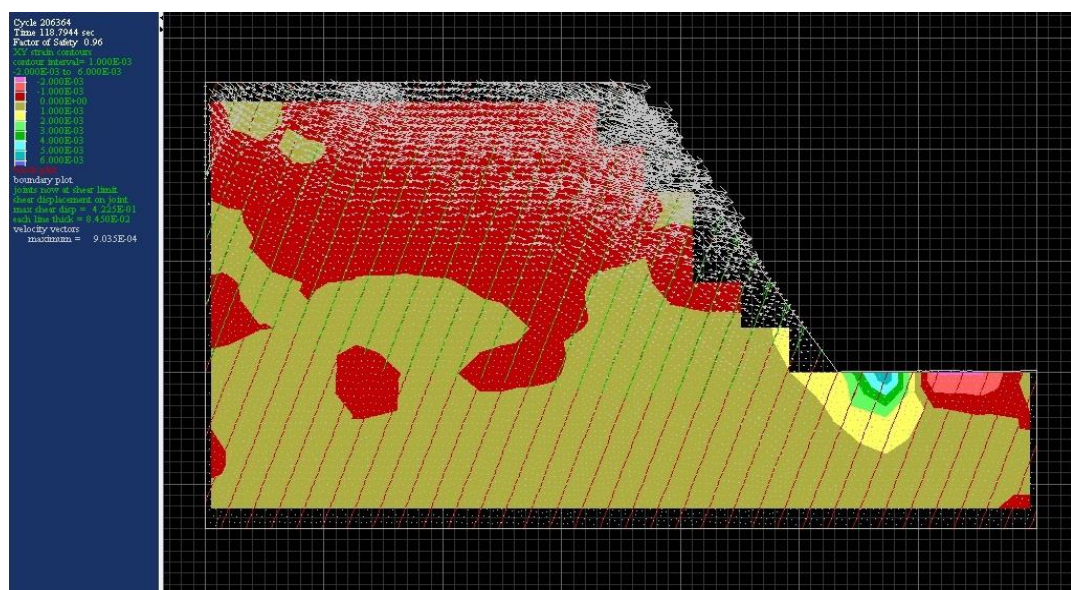 Cycle 206364
Time 118.7944 sec
Factor of Safety 0.96
XY strain contours
contour interval= 1.000E-03
-2.000E-03 to 6.000E-03
-2.000E-03
-1.000E-03
0.000E+00
1.000E-03
2.000E-03
3.000E-03
4.000E-03
5.000E-03
6.000E-03
boundary plot
joints now at shear limit
shear displacement on joint
max shear disp = 4.225E-01
each line thick = 8.450E-02
velocity vectors
maximum = 9.035E-04